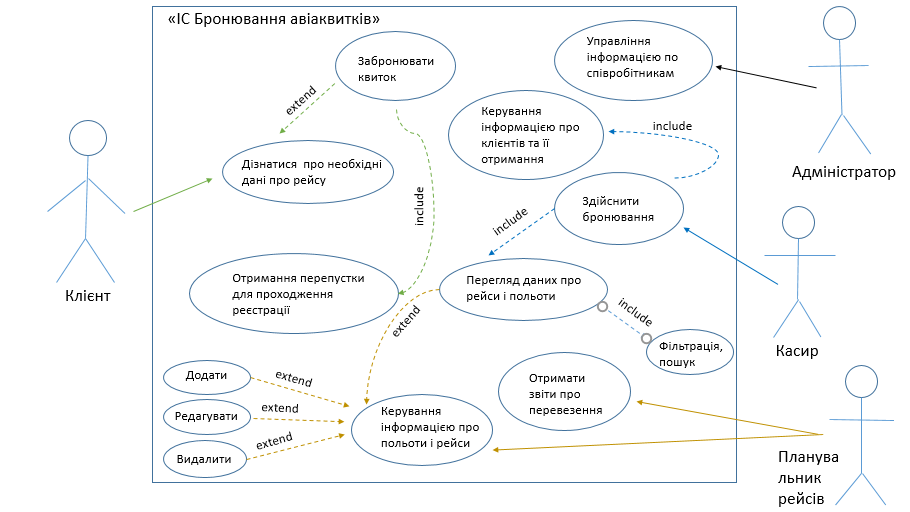 «ІС Бронювання авіаквитків»
Забронювати
квиток
Управління
інформацією по
співробітникам
extend
Керування
інформацією про
клієнтів та її
отримання
include
Адміністратор
Дізнатися  про необхідні
дані про рейсу
include
Здійснити
бронювання
include
Клієнт
Отримання перепустки
для проходження
реєстрації
Перегляд даних про
рейси і польоти
extend
include
Касир
Фільтрація,
пошук
Додати
extend
Отримати
звіти про
перевезення
Редагувати
extend
Керування
інформацією про
польоти і рейси
Видалити
extend
Планува
льник
рейсів